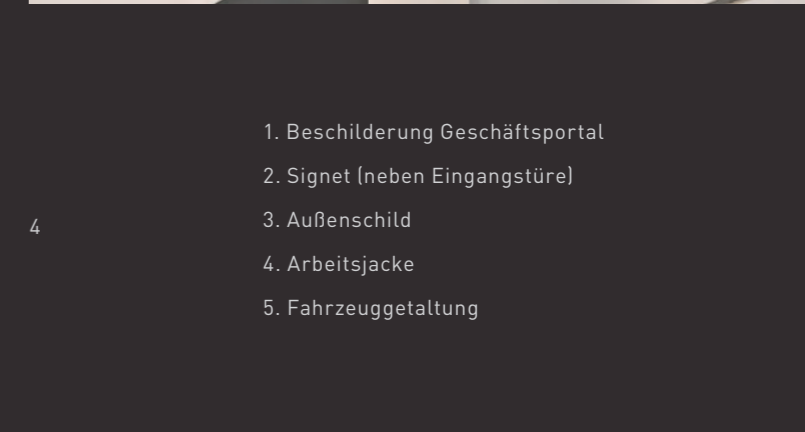 1. Beschilderung Geschäftsportal
2. Signet (neben Eingangstüre)
3. Außenschild
4
4. Arbeitsjacke
5. Fahrzeuggetaltung